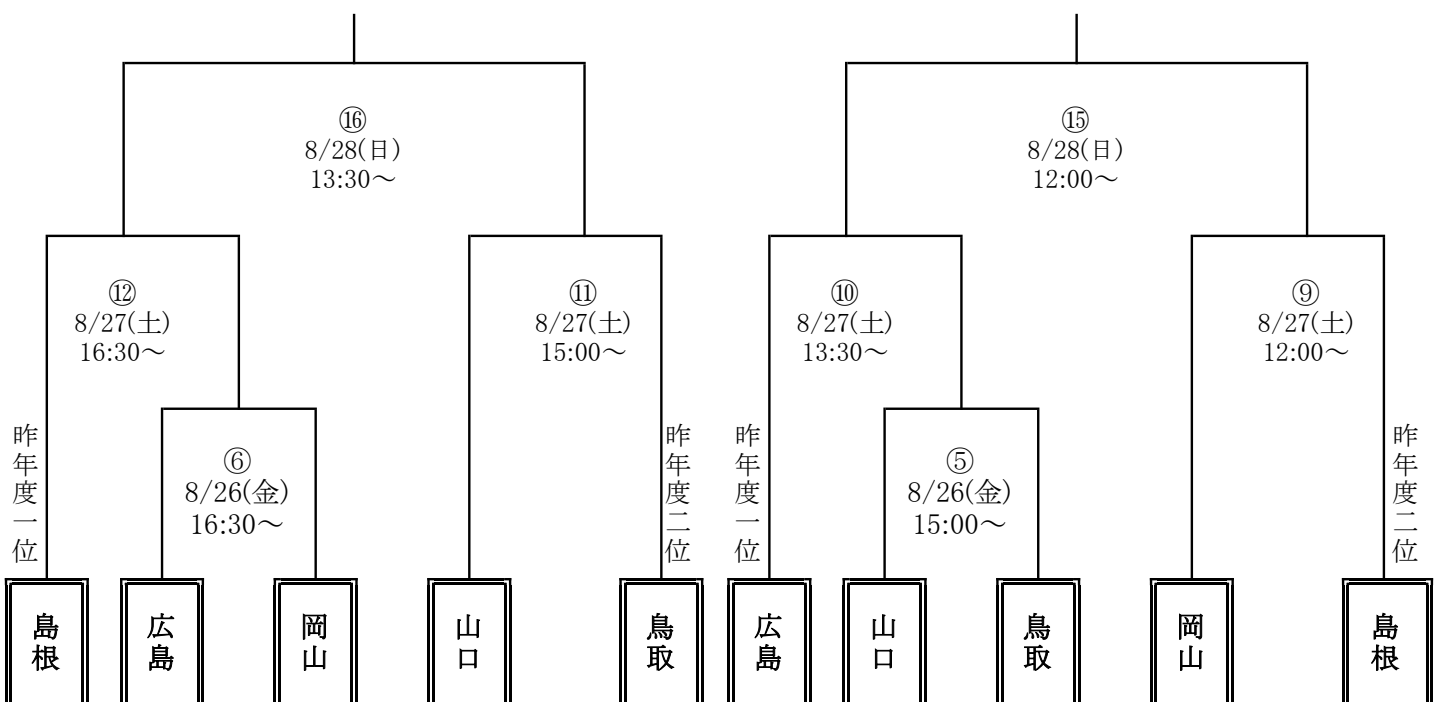 ⑯
8/28(日)
13:30～
⑮
8/28(日)
12:00～
⑫
8/27(土)
16:30～
⑪
8/27(土)
15:00～
⑩
8/27(土)
13:30～
⑨
8/27(土)
12:00～
昨年度一位
⑥
8/26(金)
16:30～
昨年度二位
昨年度一位
⑤
8/26(金)
15:00～
昨年度二位
島根
広島
岡山
山口
鳥取
広島
山口
鳥取
岡山
島根